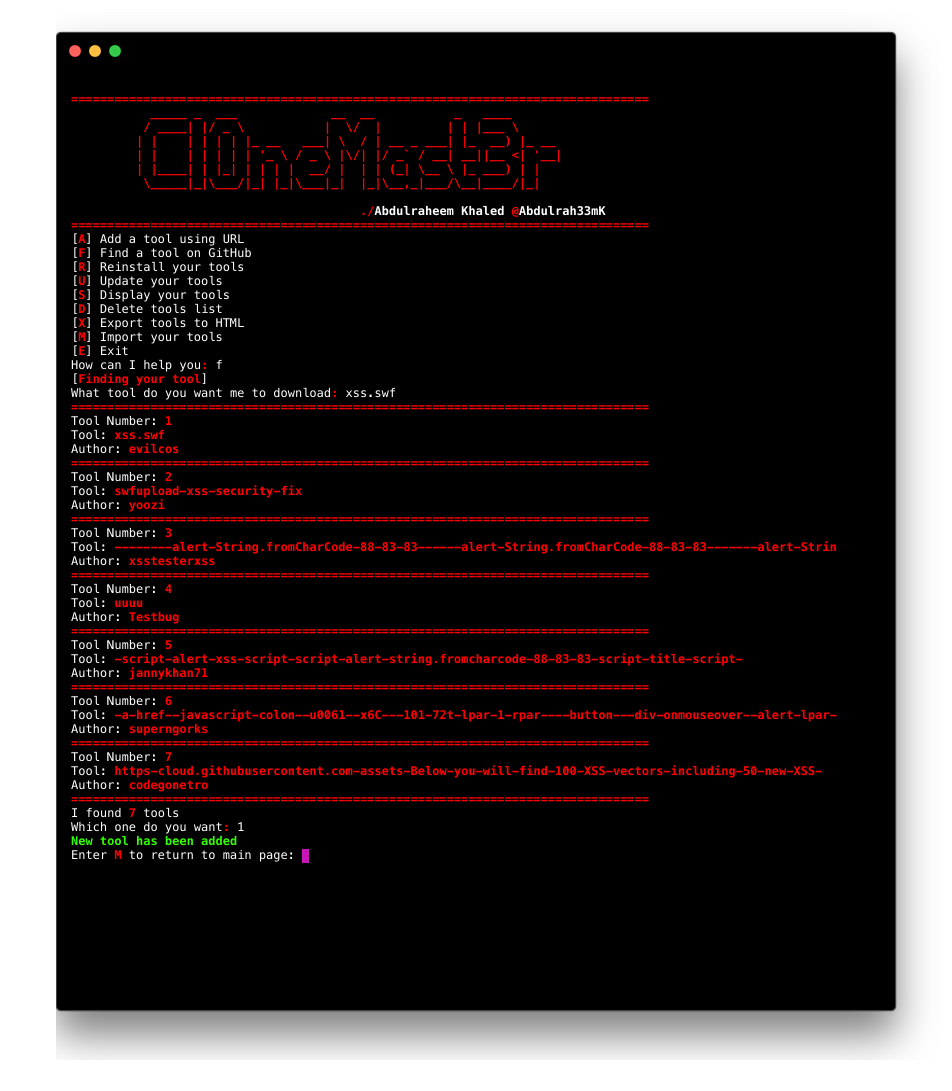 ================================================================================
Cl0neMast3r
./Abdulraheem Khaled @Abdulrah33mK
================================================================================
[A] Add a tool using URL
[F] Find a tool on GitHub
[R] Reinstall your tools
[U] Update your tools
[S] Display your tools
[D] Delete tools list
[X] Export tools to HTML
[M] Import your tools
[E] Exit
How can I help you: f
[Finding your tool]
What tool do you want me to download: xss.swf
================================================================================
Tool Number: 1
Tool: xss.swf
Author: evilcos
================================================================================
Tool Number: 2
Tool: swfupload-xss-security-fix
Author: yoozi
================================================================================
Tool Number: 3
Tool: --------alert-String.fromCharCode-88-83-83------alert-String.fromCharCode-88-83-83-------alert-Strin
Author: xsstesterxss
================================================================================
Tool Number: 4
Tool: uuuu
Author: Testbug
================================================================================
Tool Number: 5
Tool: -script-alert-xss-script-script-alert-string.fromcharcode-88-83-83-script-title-script-
Author: jannykhan71
================================================================================
Tool Number: 6
Tool: -a-href--javascript-colon--u0061--x6C---101-72t-lpar-1-rpar----button---div-onmouseover--alert-lpar-
Author: superngorks
================================================================================
Tool Number: 7
Tool: https-cloud.githubusercontent.com-assets-Below-you-will-find-100-XSS-vectors-including-50-new-XSS-
Author: codegonetro
================================================================================
I found 7 tools
Which one do you want: 1
New tool has been added
Enter M to return to main page: